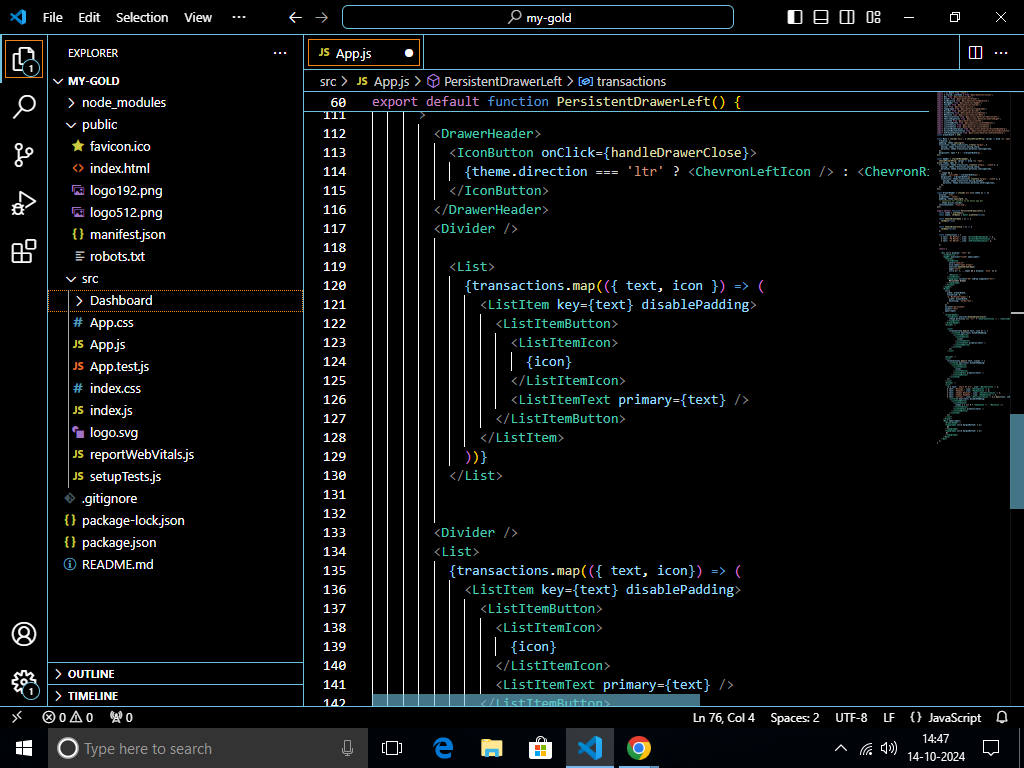 File Edit Selection View ··· my-gold
EXPLORER ···
1
MY-GOLD
node_modules
public
favicon.ico
index.html
logo192.png
logo512.png
manifest.json
robots.txt
src
Dashboard
App.css
App.js
App.test.js
index.css
index.js
logo.svg
reportWebVitals.js
setupTests.js
.gitignore
package-lock.json
package.json
README.md
OUTLINE
TIMELINE
1
JS App.js
src > JS App.js > PersistentDrawerLeft > transactions
60 export default function PersistentDrawerLeft() {
111 >
112 <DrawerHeader>
113 <IconButton onClick={handleDrawerClose}>
114 {theme.direction === 'ltr' ? <ChevronLeftIcon /> : <ChevronRi
115 </IconButton>
116 </DrawerHeader>
117 <Divider />
118
119 <List>
120 {transactions.map(({ text, icon }) => (
121 <ListItem key={text} disablePadding>
122 <ListItemButton>
123 <ListItemIcon>
124 {icon}
125 </ListItemIcon>
126 <ListItemText primary={text} />
127 </ListItemButton>
128 </ListItem>
129 ))}
130 </List>
131
132
133 <Divider />
134 <List>
135 {transactions.map(({ text, icon}) => (
136 <ListItem key={text} disablePadding>
137 <ListItemButton>
138 <ListItemIcon>
139 {icon}
140 </ListItemIcon>
141 <ListItemText primary={text} />
142 </ListItemButton>
0 0 0 Ln 76, Col 4 Spaces: 2 UTF-8 LF {} JavaScript
Type here to search
14:47
14-10-2024